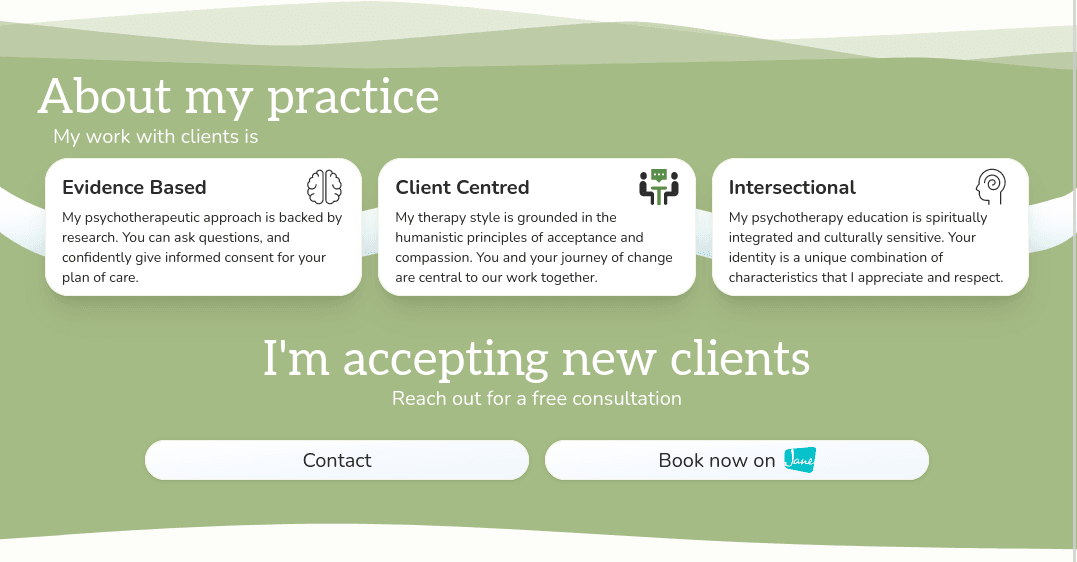 About my practice
My work with clients is
Evidence Based
My psychotherapeutic approach is backed by
research. You can ask questions, and
confidently give informed consent for your
plan of care.
Client Centred
My therapy style is grounded in the
humanistic principles of acceptance and
compassion. You and your journey of change
are central to our work together.
Intersectional
My psychotherapy education is spiritually
integrated and culturally sensitive. Your
identity is a unique combination of
characteristics that I appreciate and respect.
I'm accepting new clients
Reach out for a free consultation
Contact
Book now on Jane